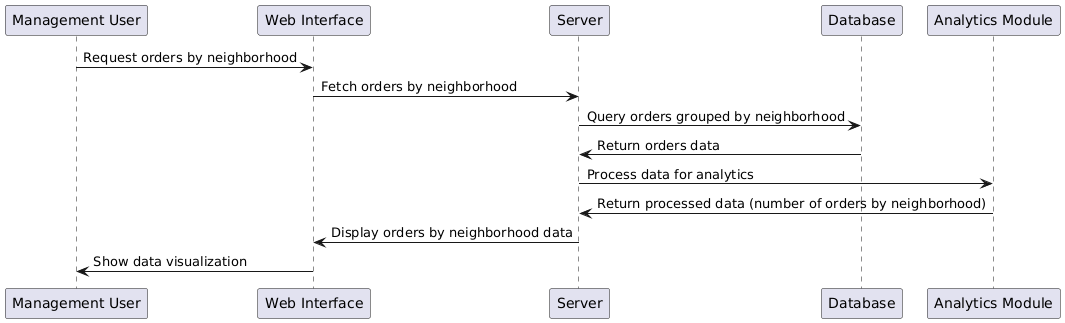 Management User
Web Interface
Server
Database
Analytics Module
Request orders by neighborhood
Fetch orders by neighborhood
Query orders grouped by neighborhood
Return orders data
Process data for analytics
Return processed data (number of orders by neighborhood)
Display orders by neighborhood data
Show data visualization
Management User
Web Interface
Server
Database
Analytics Module